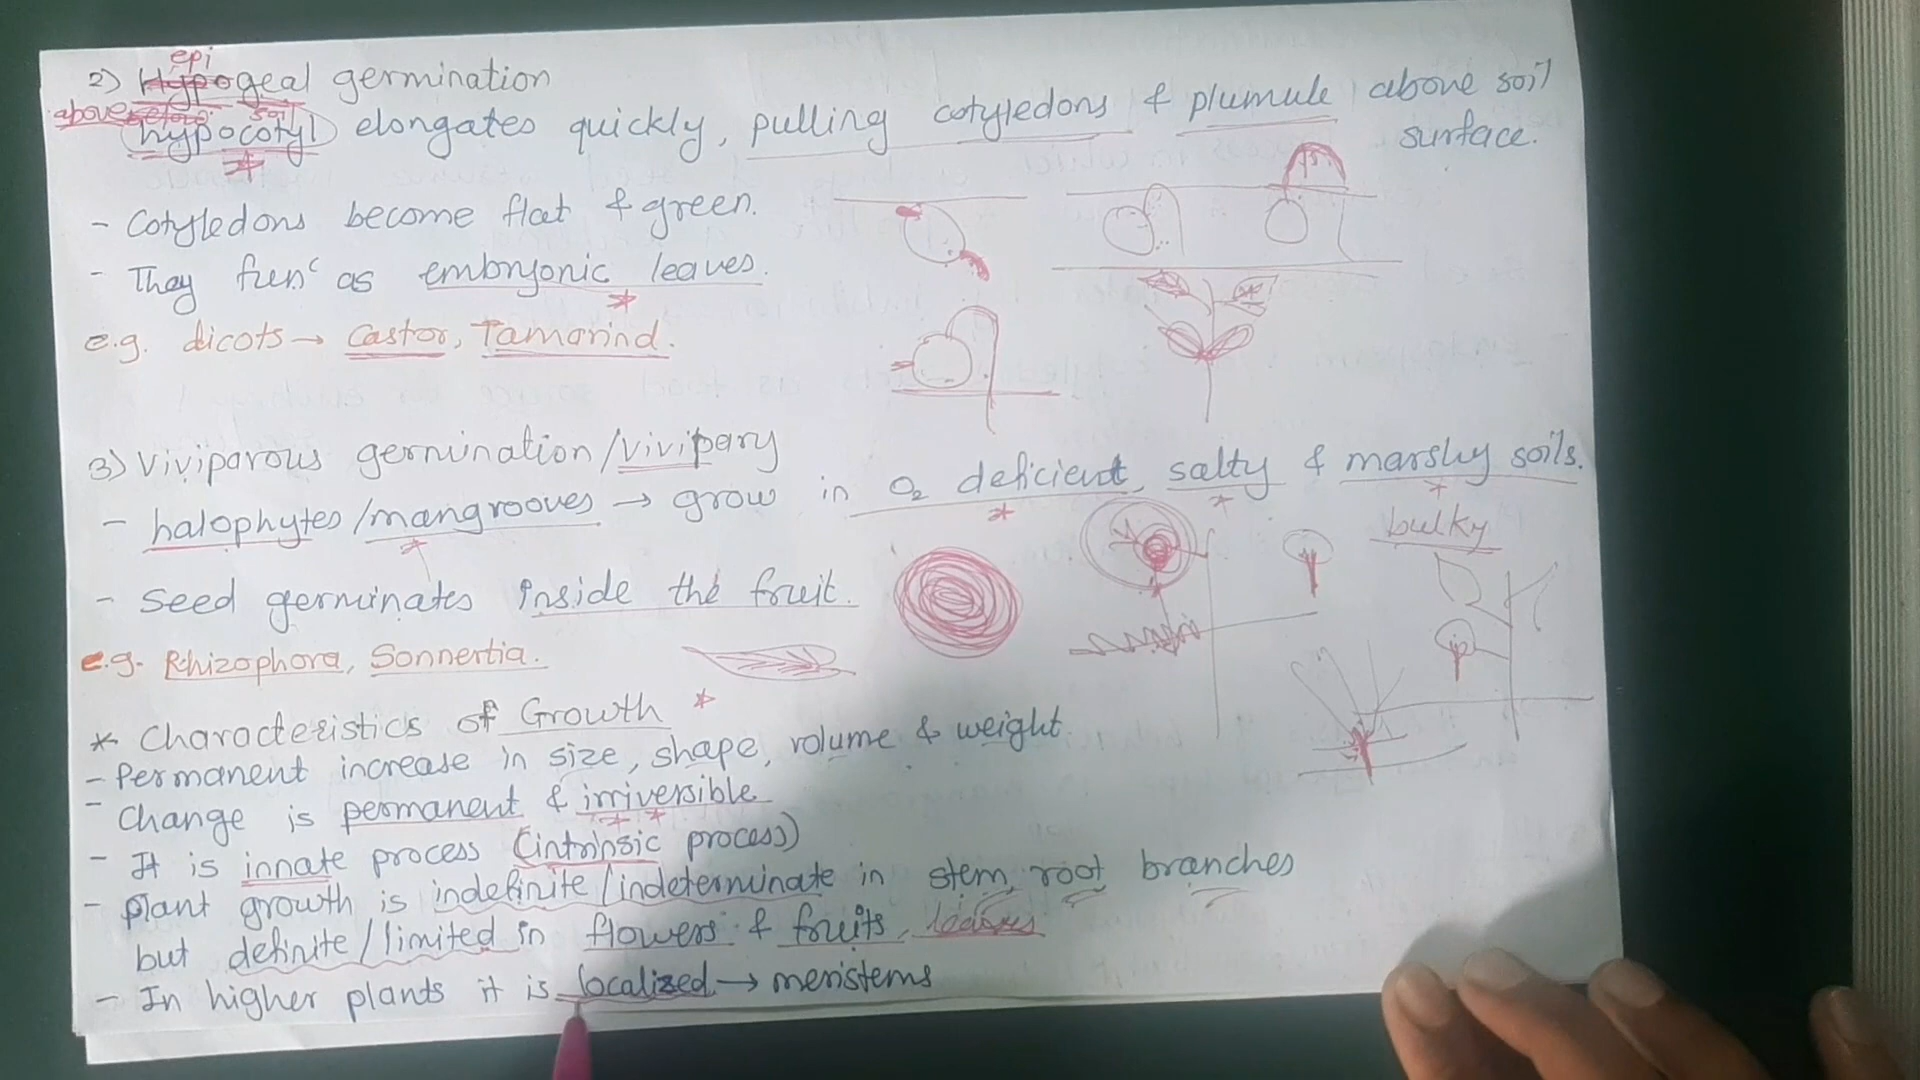 epi
2) Hypogeal germination
above below soil
hypocotyl elongates quickly, pulling cotyledons & plumule above soil
surface.
- Cotyledons become flat & green.
- They funᶜ as embryonic leaves.
e.g. dicots → Castor, Tamarind.
3) Viviparous germination/vivipary
- halophytes/mangrooves → grow in O₂ deficient, salty & marshy soils.
bulky
- Seed germinates inside the fruit.
e.g. Rhizophora, Sonnertia.
* Characteristics of Growth *
- Permanent increase in size, shape, volume & weight
- Change is permanent & irriversible
- It is innate process (intrinsic process)
- plant growth is indefinite/indeterminate in stem, root branches
but definite/limited in flowers & fruits, leaves
- In higher plants it is localized → meristems